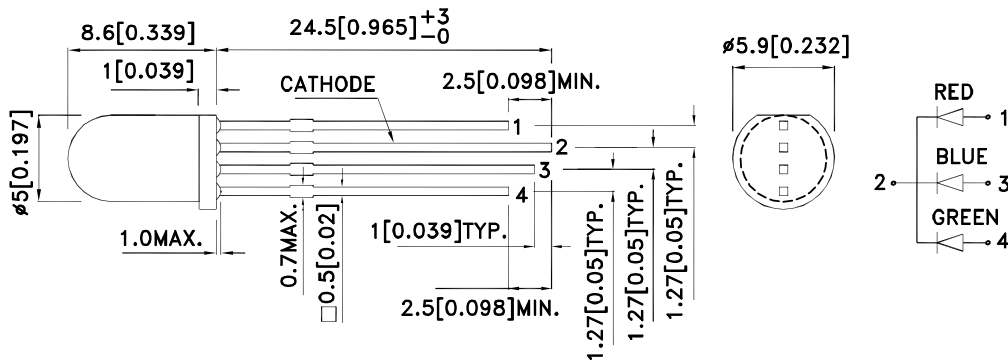 8.6[0.339]
24.5[0.965]+3 -0
ø5.9[0.232]
1[0.039]
CATHODE
2.5[0.098]MIN.
ø5[0.197]
1
2
3
4
1.0MAX.
0.7MAX.
□0.5[0.02]
1[0.039]TYP.
2.5[0.098]MIN.
1.27[0.05]TYP.
1.27[0.05]TYP.
1.27[0.05]TYP.
RED
1
BLUE
2
3
GREEN
4